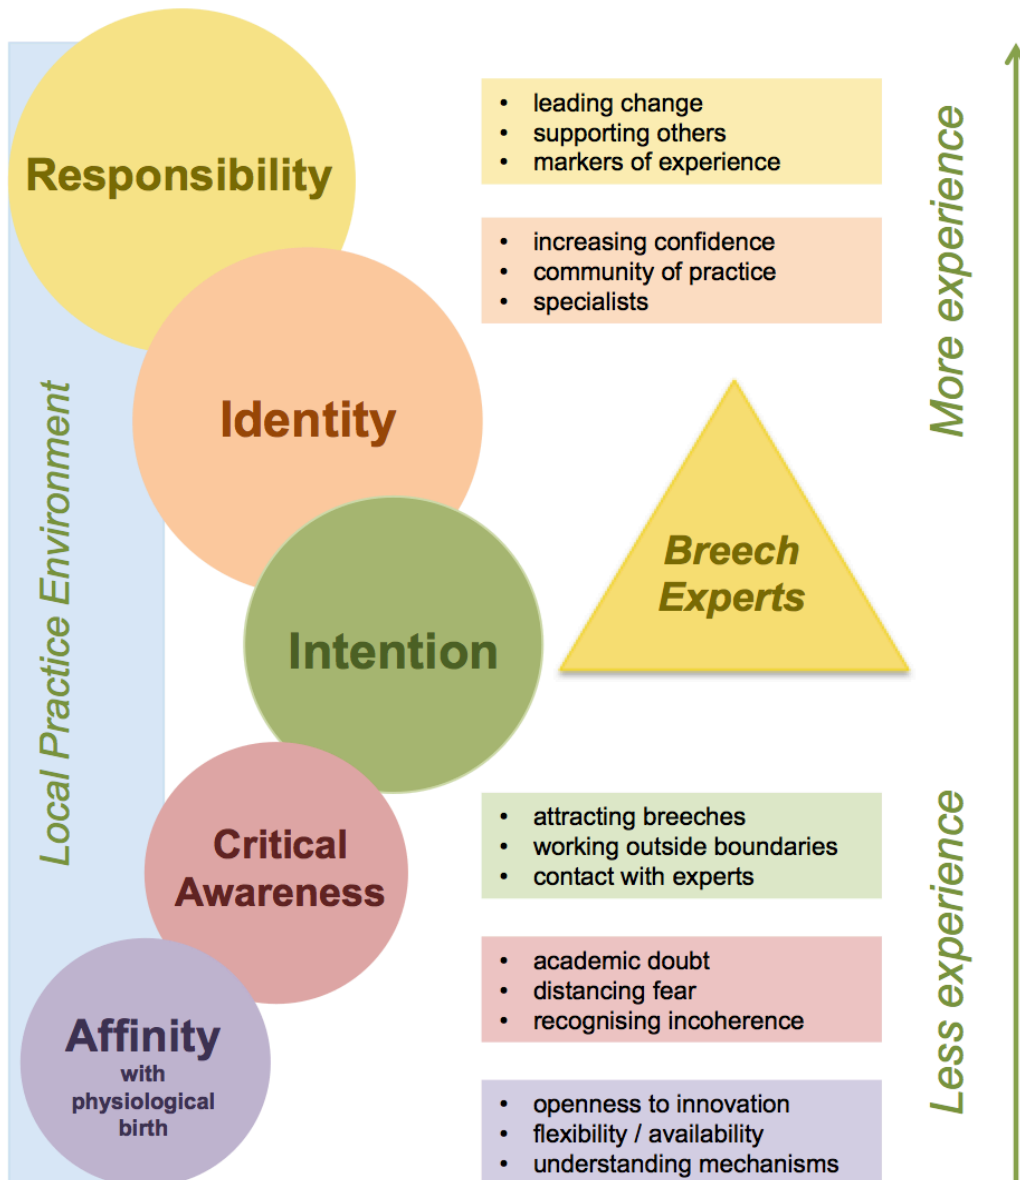 Responsibility
• leading change
• supporting others
• markers of experience
More experience
Identity
• increasing confidence
• community of practice
• specialists
Local Practice Environment
Intention
Breech
Experts
Critical
Awareness
• attracting breeches
• working outside boundaries
• contact with experts
Less experience
• academic doubt
• distancing fear
• recognising incoherence
Affinity
with
physiological
birth
• openness to innovation
• flexibility / availability
• understanding mechanisms